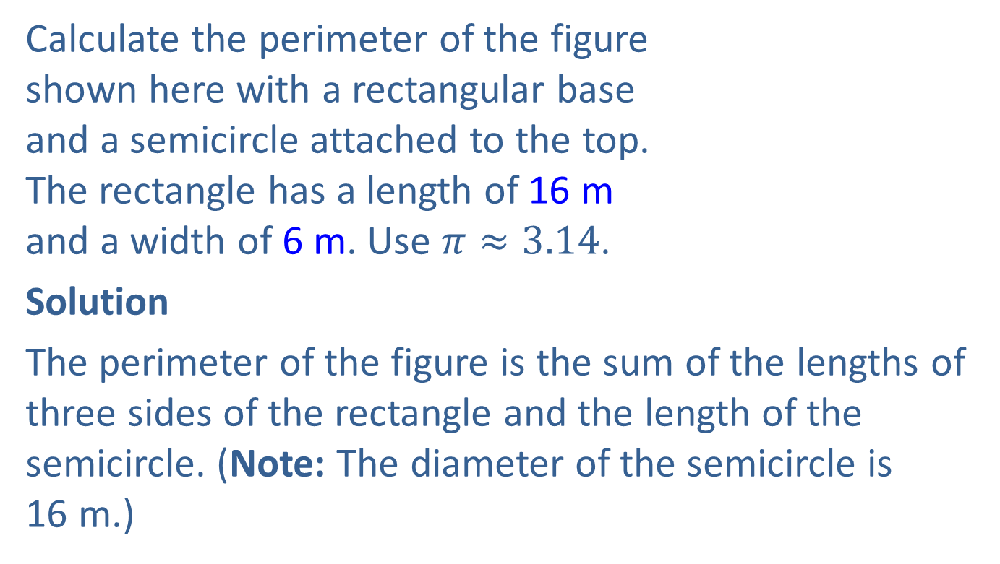 Calculate the perimeter of the figure
shown here with a rectangular base
and a semicircle attached to the top.
The rectangle has a length of 16 m
and a width of 6 m. Use π ≈ 3.14.
Solution
The perimeter of the figure is the sum of the lengths of
three sides of the rectangle and the length of the
semicircle. (Note: The diameter of the semicircle is
16 m.)